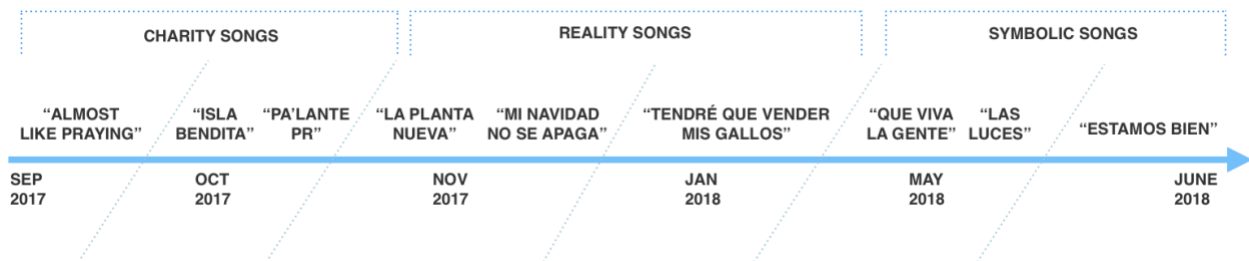 CHARITY SONGS
REALITY SONGS
SYMBOLIC SONGS
“ALMOST
LIKE PRAYING”
“ISLA
BENDITA”
“PA’LANTE
PR”
“LA PLANTA
NUEVA”
“MI NAVIDAD
NO SE APAGA”
“TENDRÉ QUE VENDER
MIS GALLOS”
“QUE VIVA
LA GENTE”
“LAS
LUCES”
“ESTAMOS BIEN”
SEP
2017
OCT
2017
NOV
2017
JAN
2018
MAY
2018
JUNE
2018